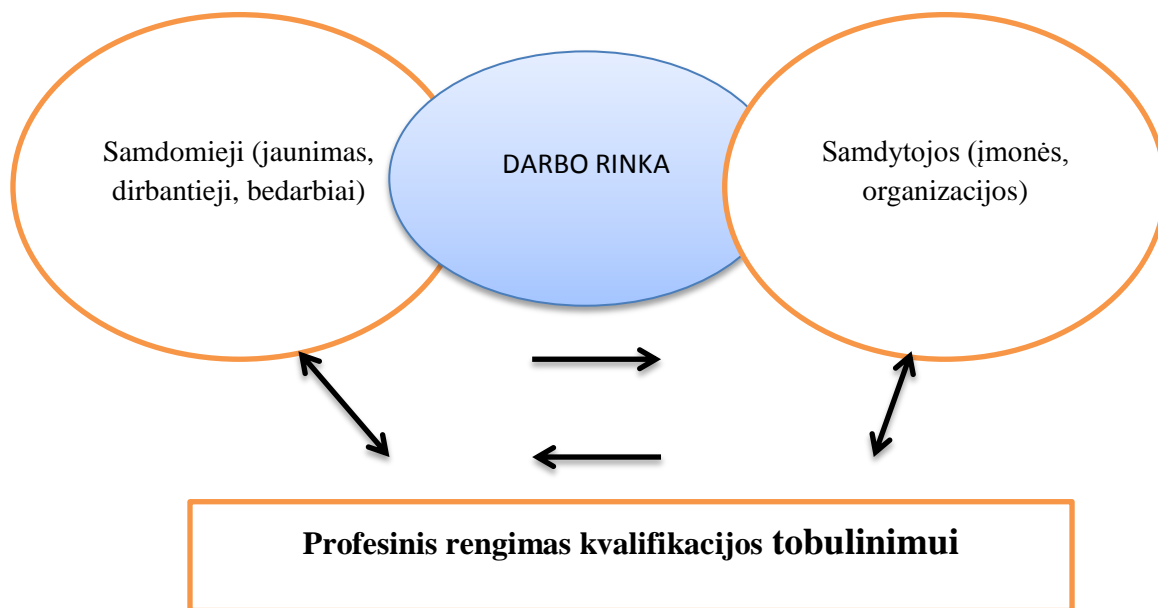 Samdomieji (jaunimas,
dirbantieji, bedarbiai)
DARBO RINKA
Samdytojos (įmonės,
organizacijos)
Profesinis rengimas kvalifikacijos tobulinimui